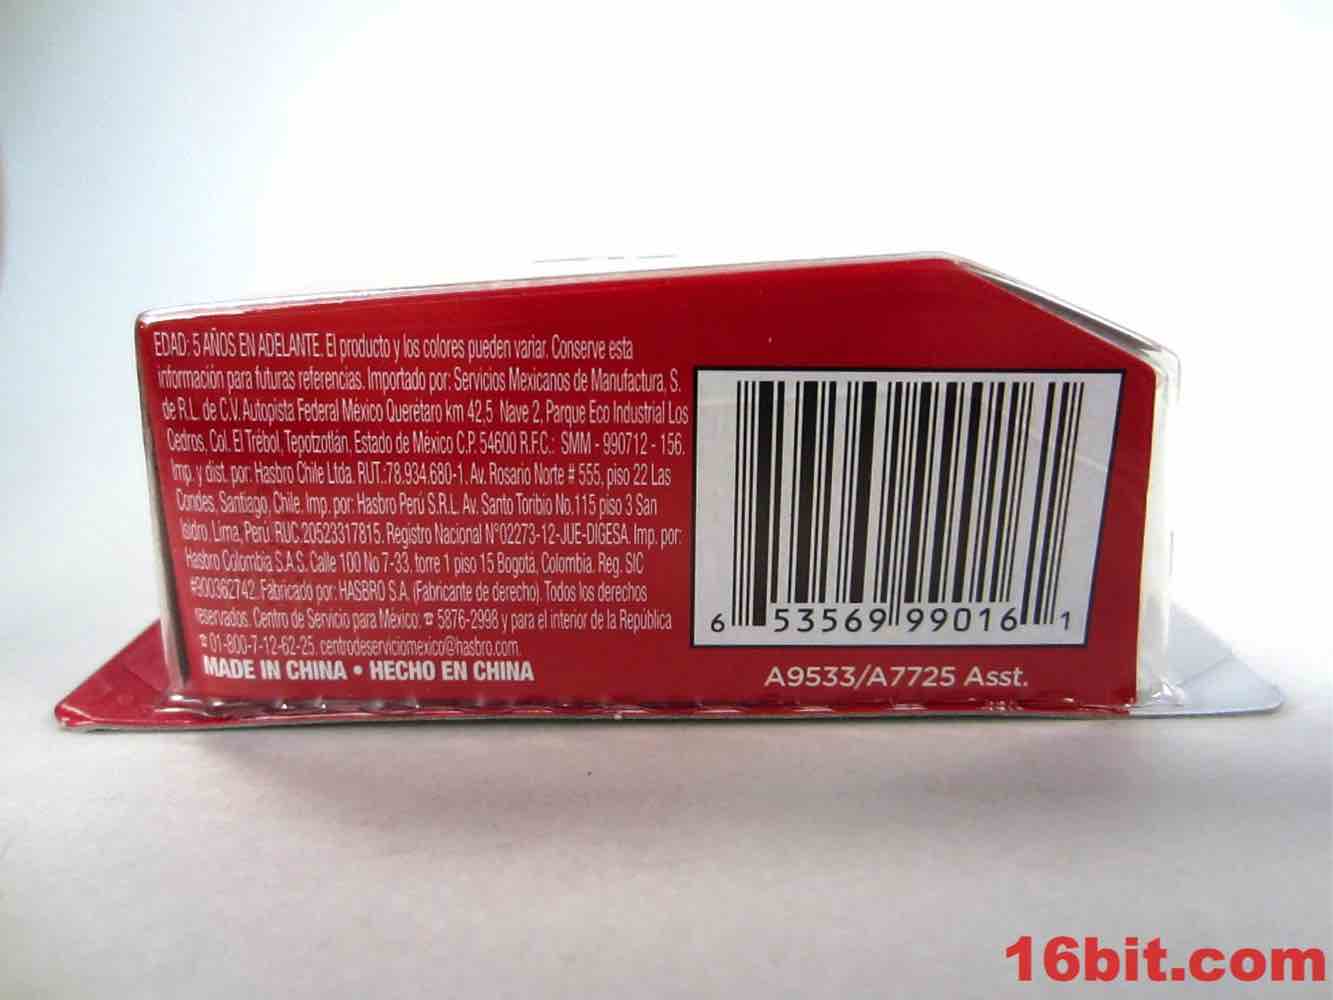 EDAD: 5 AÑOS EN ADELANTE. El producto y los colores pueden variar. Conserve esta
información para futuras referencias. Importado por: Servicios Mexicanos de Manufactura, S.
de R.L. de C.V. Autopista Federal México Querétaro km 42,5 Nave 2, Parque Eco Industrial Los
Cedros, Col. El Trébol, Tepotzotlán, Estado de México C.P. 54600 R.F.C.: SMM - 990712 - 156.
Imp. y dist. por: Hasbro Chile Ltda. RUT.:78.934.680-1. Av. Rosario Norte # 555, piso 22 Las
Condes, Santiago, Chile. Imp. por: Hasbro Perú S.R.L. Av. Santo Toribio No.115 piso 3 San
Isidro, Lima, Perú. RUC.20523317815. Registro Nacional N°02273-12-JUE-DIGESA. Imp. por:
Hasbro Colombia S.A.S. Calle 100 No 7-33, torre 1 piso 15 Bogotá, Colombia. Reg. SIC
#900362742. Fabricado por: HASBRO S.A. (Fabricante de derecho). Todos los derechos
reservados. Centro de Servicio para México: ☎ 5876-2998 y para el interior de la República
☎ 01-800-7-12-62-25. centrodeserviciomexico@hasbro.com.
MADE IN CHINA • HECHO EN CHINA
6 53569 99016 1
A9533/A7725 Asst.
16bit.com